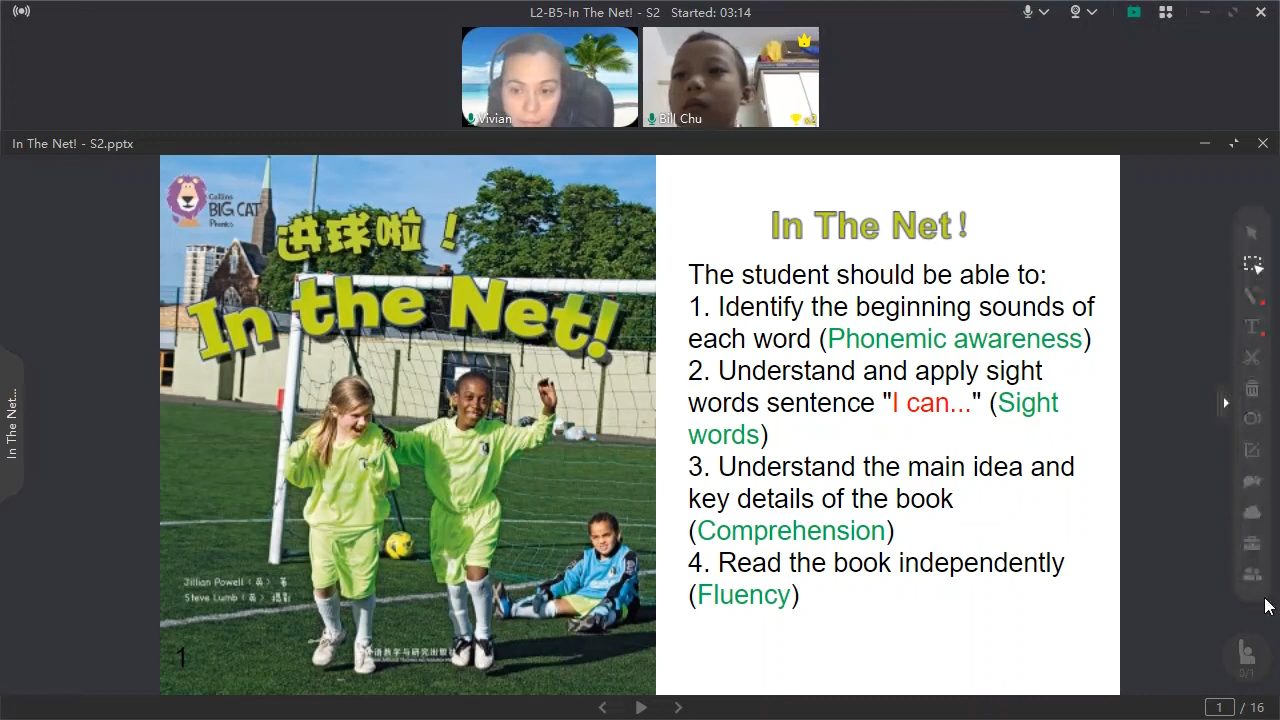 L2-B5-In The Net! - S2 Started: 03:14
Vivian
Bill Chu
x2
In The Net! - S2.pptx
In The Net...
Collins
BIG CAT
Phonics
进球啦！
In the Net!
Jillian Powell（英）著
Steve Lumb（英）摄影
1
In The Net!
The student should be able to:
1. Identify the beginning sounds of
each word (Phonemic awareness)
2. Understand and apply sight
words sentence "I can..." (Sight
words)
3. Understand the main idea and
key details of the book
(Comprehension)
4. Read the book independently
(Fluency)
0/1
1 / 16